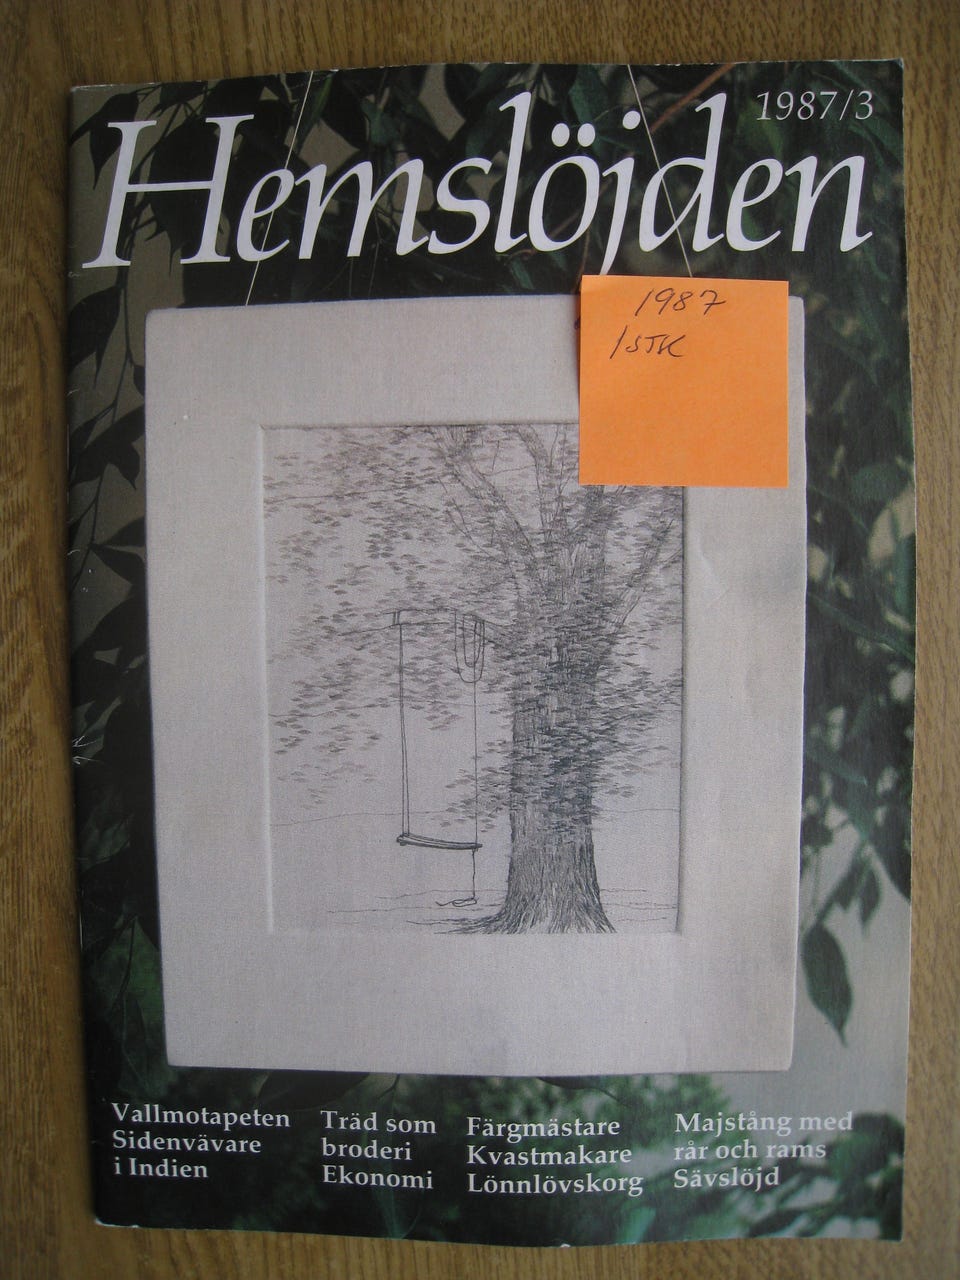 1987/3
Hemslöjden
1987
1STK
Vallmotapeten
Sidenvävare
i Indien
Träd som
broderi
Ekonomi
Färgmästare
Kvastmakare
Lönnlövskorg
Majstång med
rår och rams
Sävslöjd